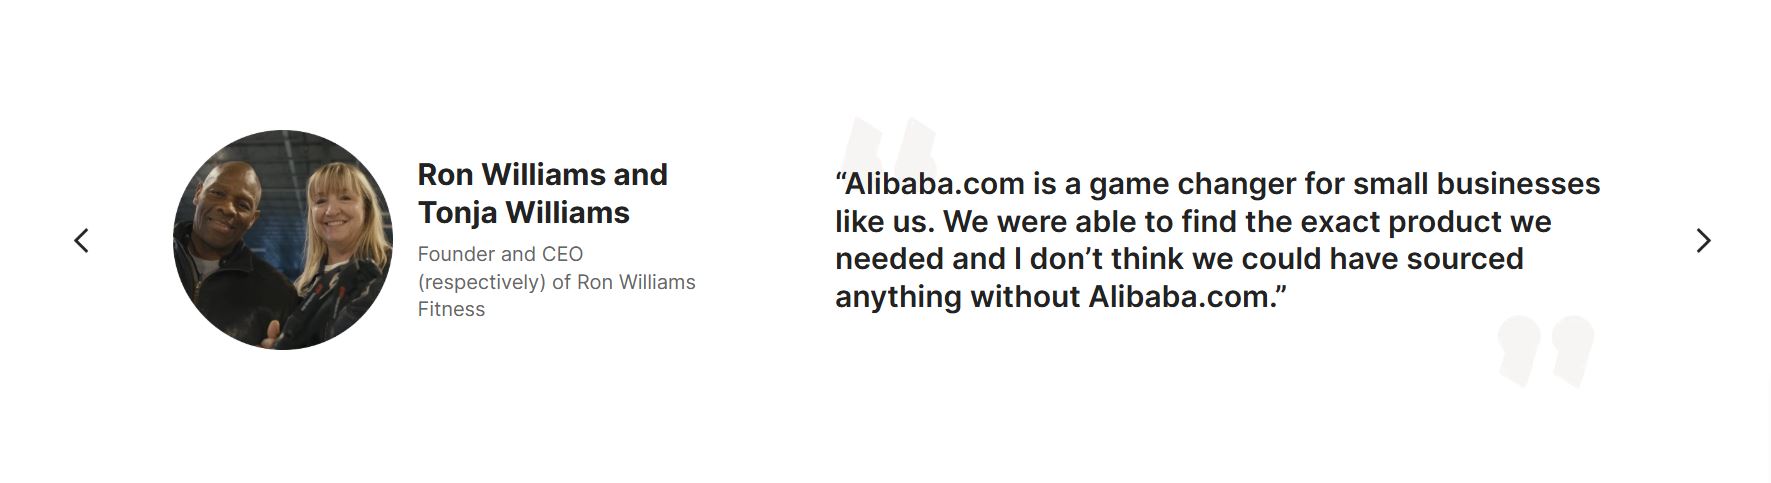 Ron Williams and
Tonja Williams
Founder and CEO
(respectively) of Ron Williams
Fitness
“Alibaba.com is a game changer for small businesses
like us. We were able to find the exact product we
needed and I don’t think we could have sourced
anything without Alibaba.com.”